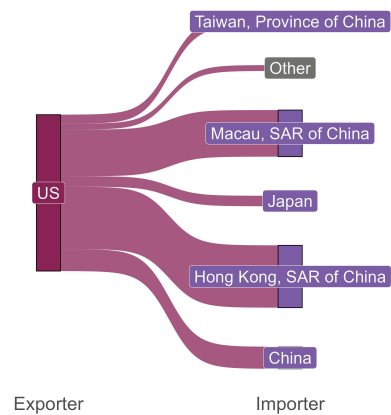 Taiwan, Province of China
Other
Macau, SAR of China
US
Japan
Hong Kong, SAR of China
China
Exporter
Importer